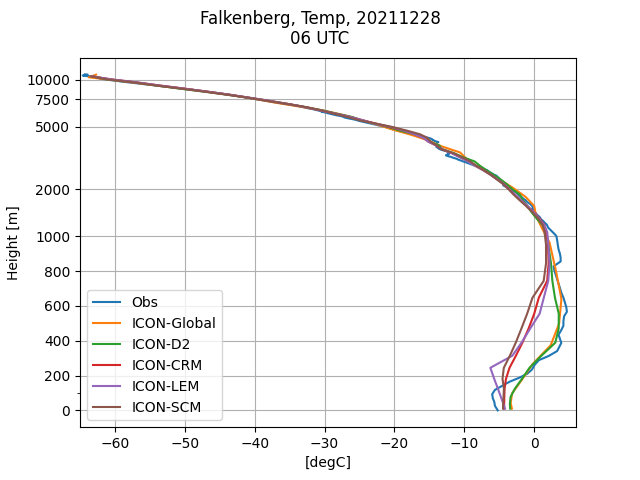 Falkenberg, Temp, 20211228
06 UTC
Height [m]
10000
7500
5000
2000
1000
800
600
400
200
0
Obs
ICON-Global
ICON-D2
ICON-CRM
ICON-LEM
ICON-SCM
−60 −50 −40 −30 −20 −10 0
[degC]